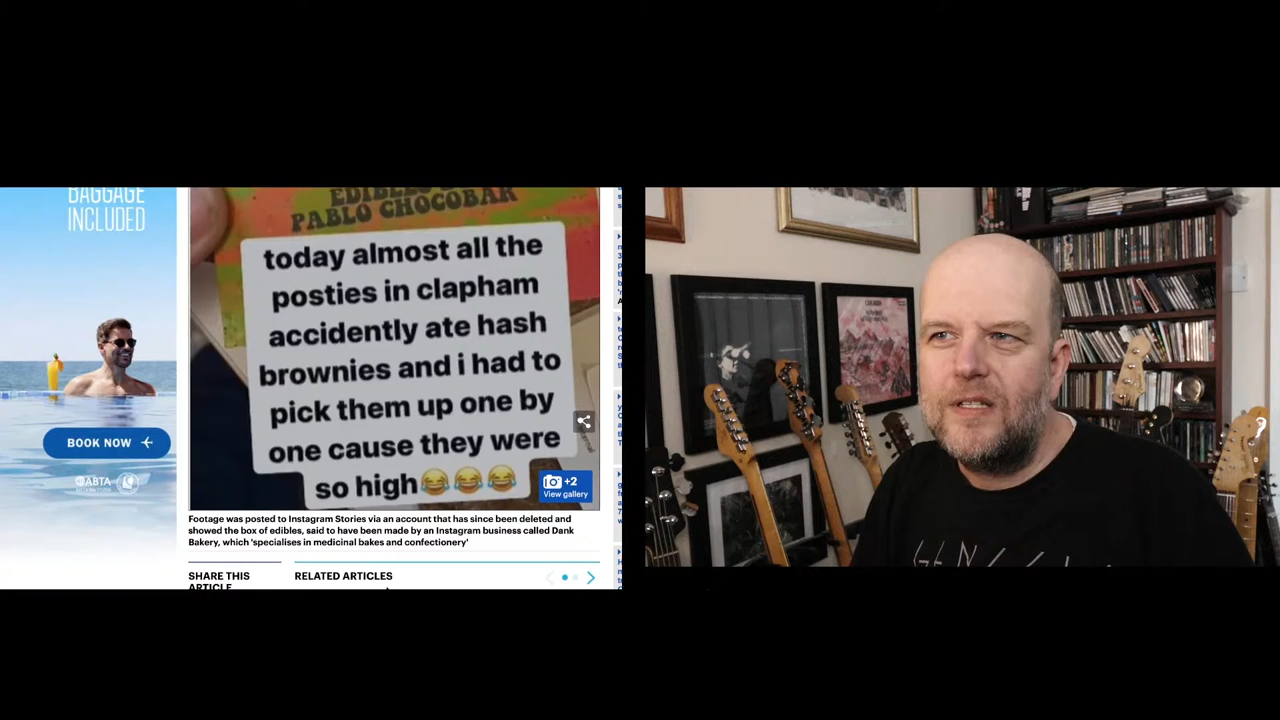 BAGGAGE
INCLUDED
BOOK NOW
ABTA
EDIBLES
PABLO CHOCOBAR
today almost all the
posties in clapham
accidently ate hash
brownies and i had to
pick them up one by
one cause they were
so high😂😂😂
+2
View gallery
Footage was posted to Instagram Stories via an account that has since been deleted and
showed the box of edibles, said to have been made by an Instagram business called Dank
Bakery, which 'specialises in medicinal bakes and confectionery'
SHARE THIS
ARTICLE
RELATED ARTICLES